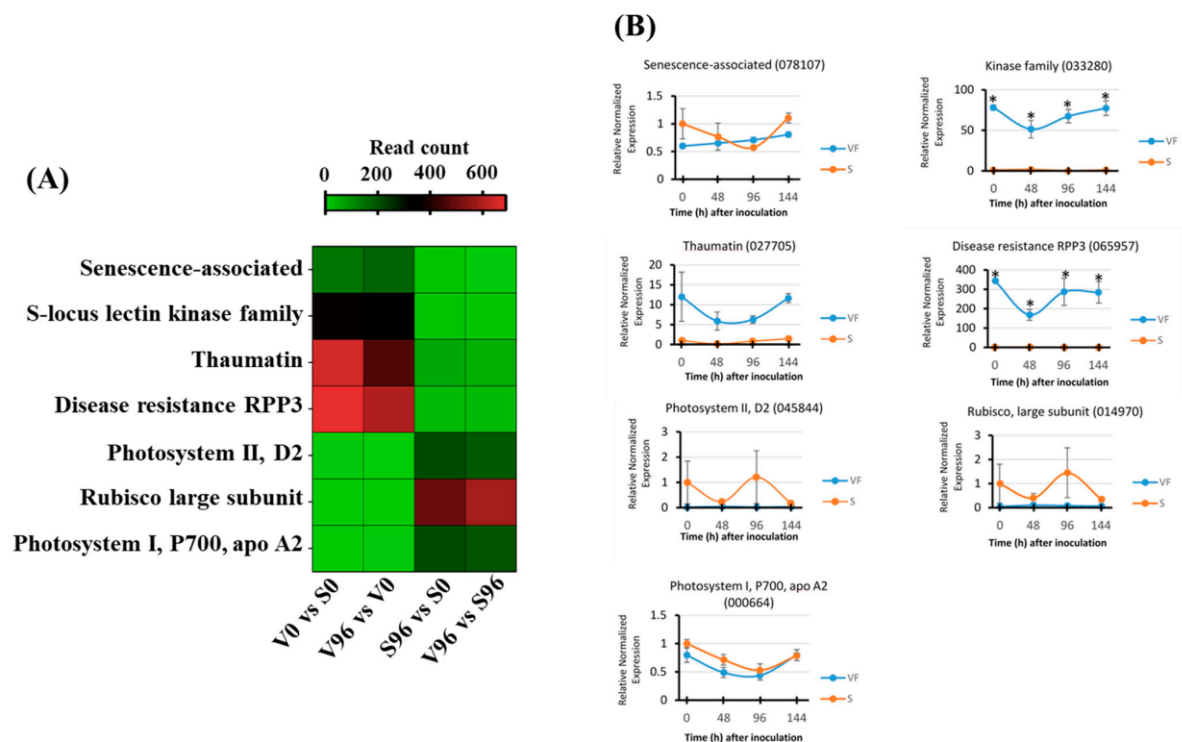 (A)
Read count
0 200 400 600
Senescence-associated
S-locus lectin kinase family
Thaumatin
Disease resistance RPP3
Photosystem II, D2
Rubisco large subunit
Photosystem I, P700, apo A2
V0 vs S0
V96 vs V0
S96 vs S0
V96 vs S96
(B)
Senescence-associated (078107)
Relative Normalized
Expression
1.5
1
0.5
0
0 48 96 144
Time (h) after inoculation
VF
S
Kinase family (033280)
Relative Normalized
Expression
100
50
0
* * * *
0 48 96 144
Time (h) after inoculation
VF
S
Thaumatin (027705)
Relative Normalized
Expression
20
15
10
5
0
0 48 96 144
Time (h) after inoculation
VF
S
Disease resistance RPP3 (065957)
Relative Normalized
Expression
400
300
200
100
0
* * * *
0 48 96 144
Time (h) after inoculation
VF
S
Photosystem II, D2 (045844)
Relative Normalized
Expression
3
2
1
0
0 48 96 144
Time (h) after inoculation
VF
S
Rubisco, large subunit (014970)
Relative Normalized
Expression
3
2
1
0
0 48 96 144
Time (h) after inoculation
VF
S
Photosystem I, P700, apo A2
(000664)
Relative Normalized
Expression
1.5
1
0.5
0
0 48 96 144
Time (h) after inoculation
VF
S